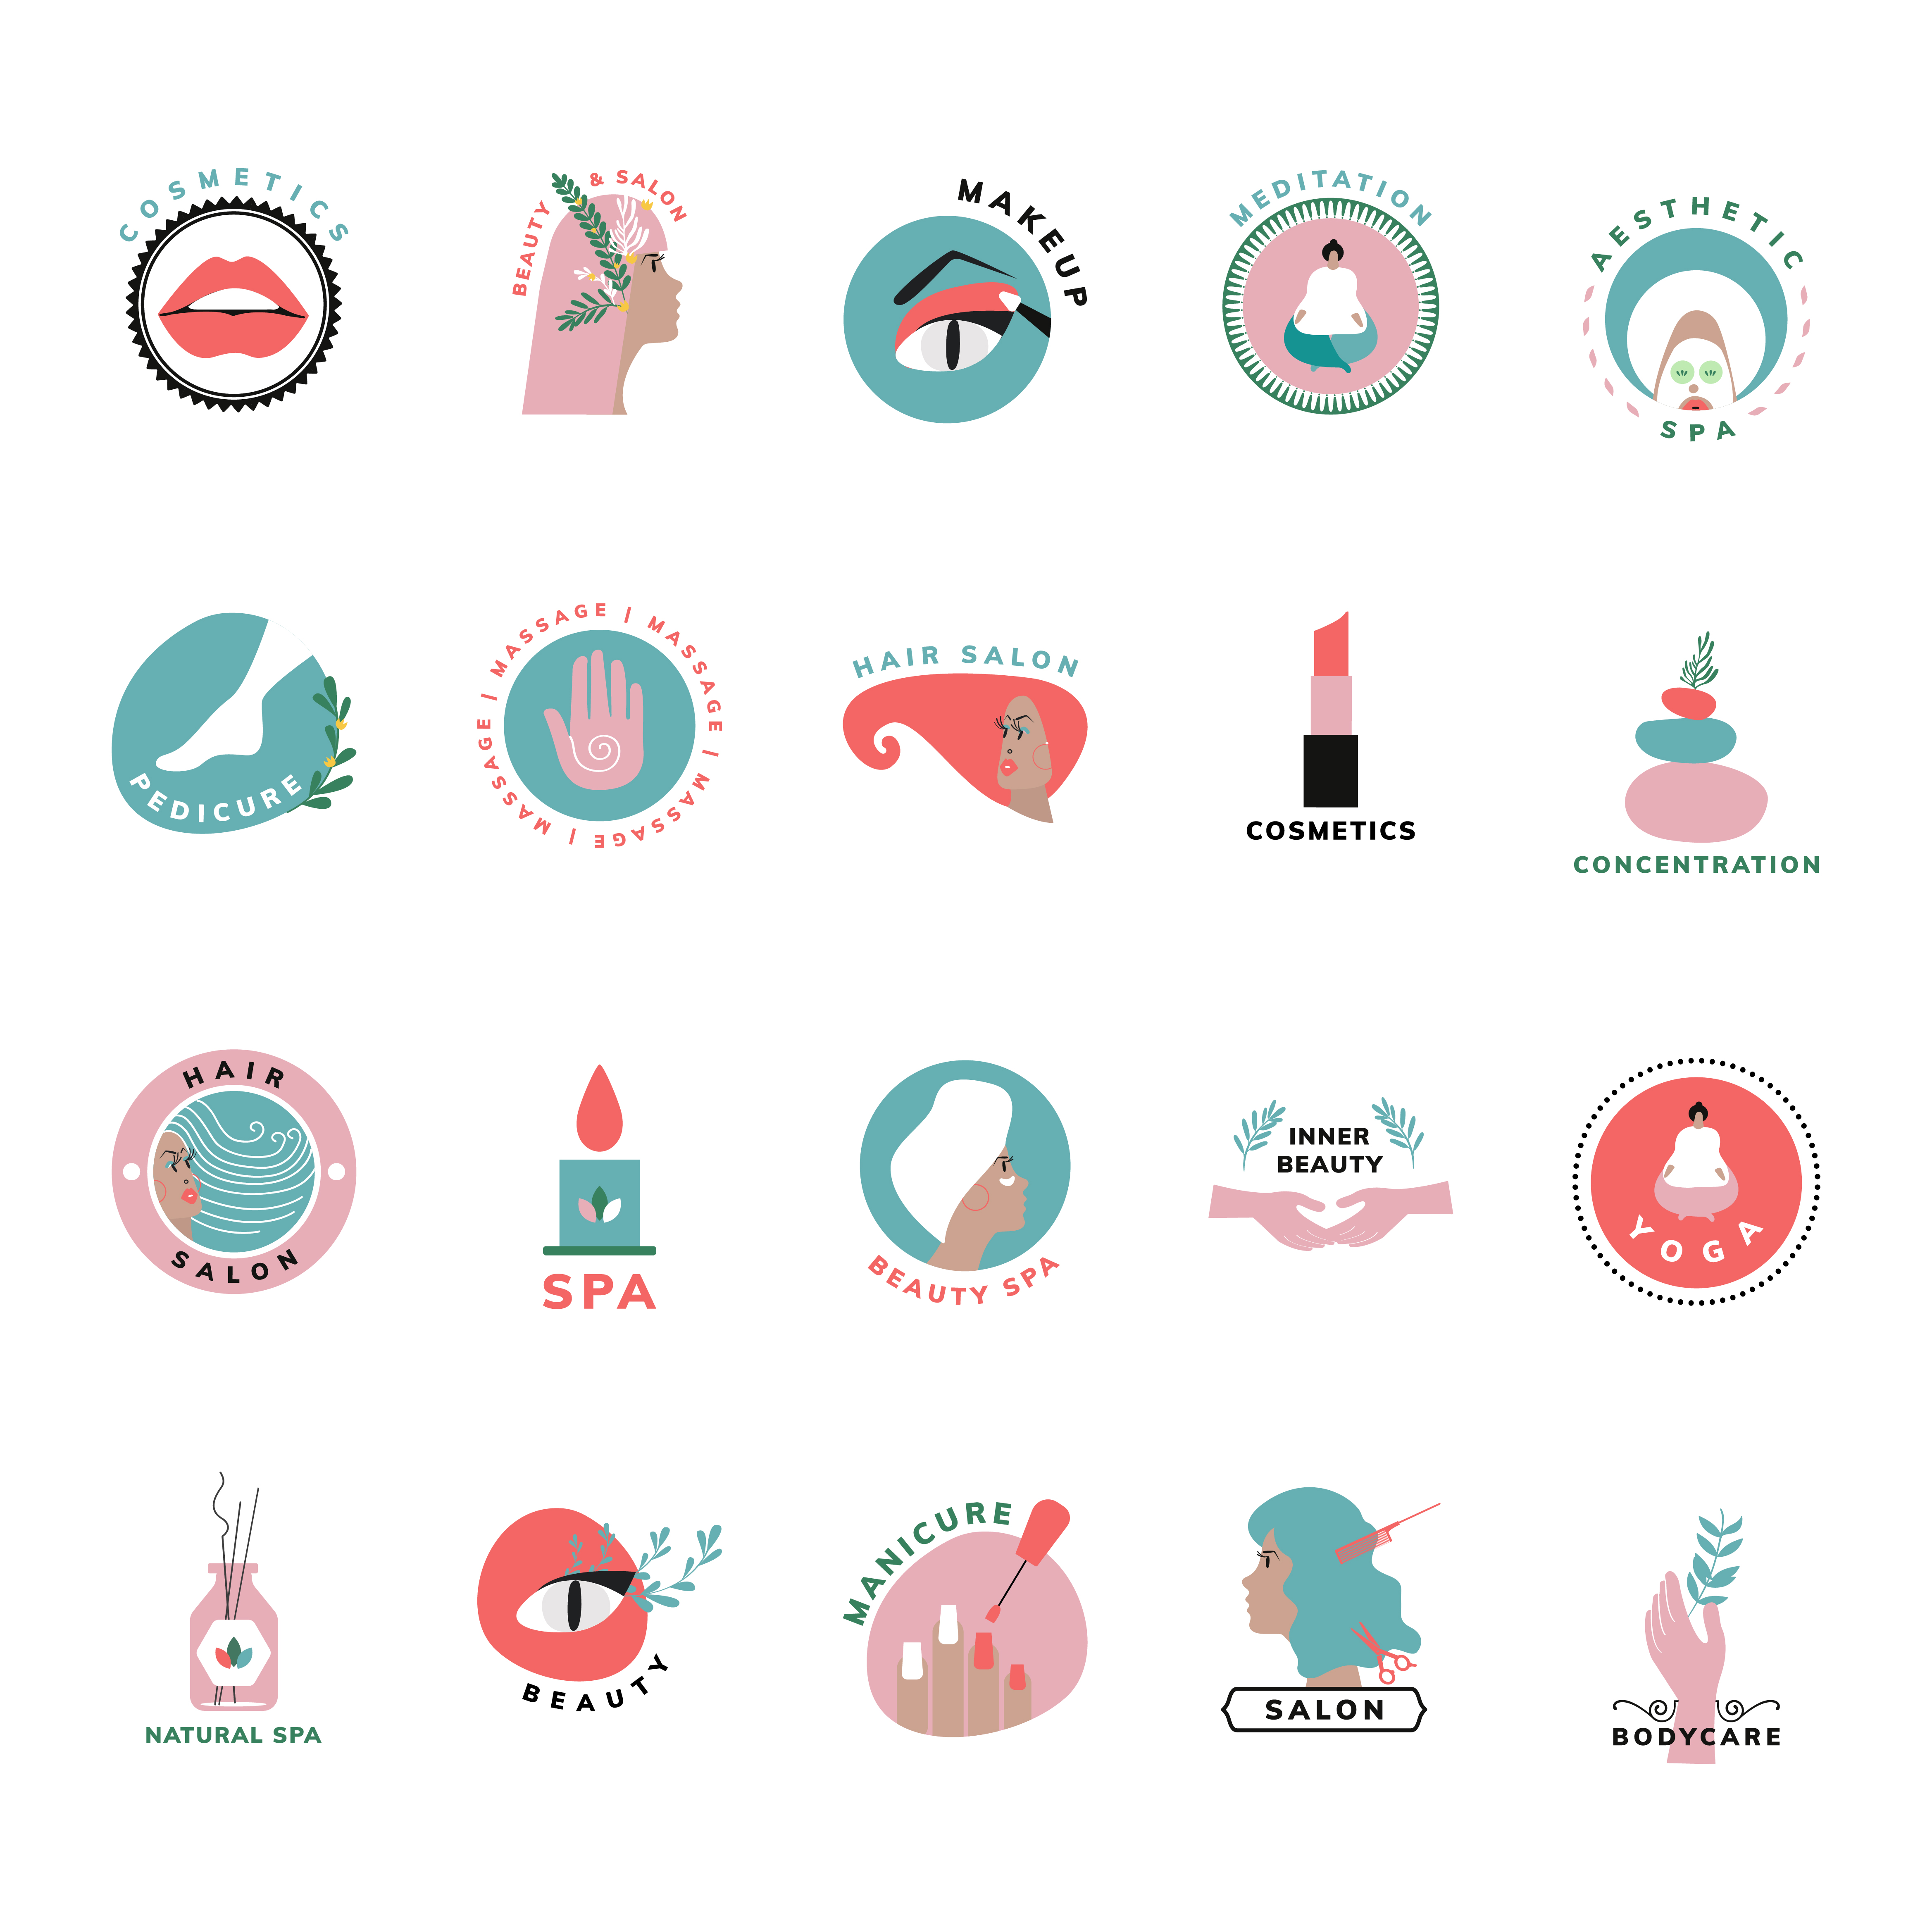 COSMETICS
BEAUTY & SALON
MAKEUP
MEDITATION
AESTHETIC
SPA
PEDICURE
MASSAGE | MASSAGE | MASSAGE | MASSAGE | MASSAGE |
HAIR SALON
COSMETICS
CONCENTRATION
HAIR
SALON
SPA
BEAUTY SPA
INNER
BEAUTY
YOGA
NATURAL SPA
BEAUTY
MANICURE
SALON
BODYCARE